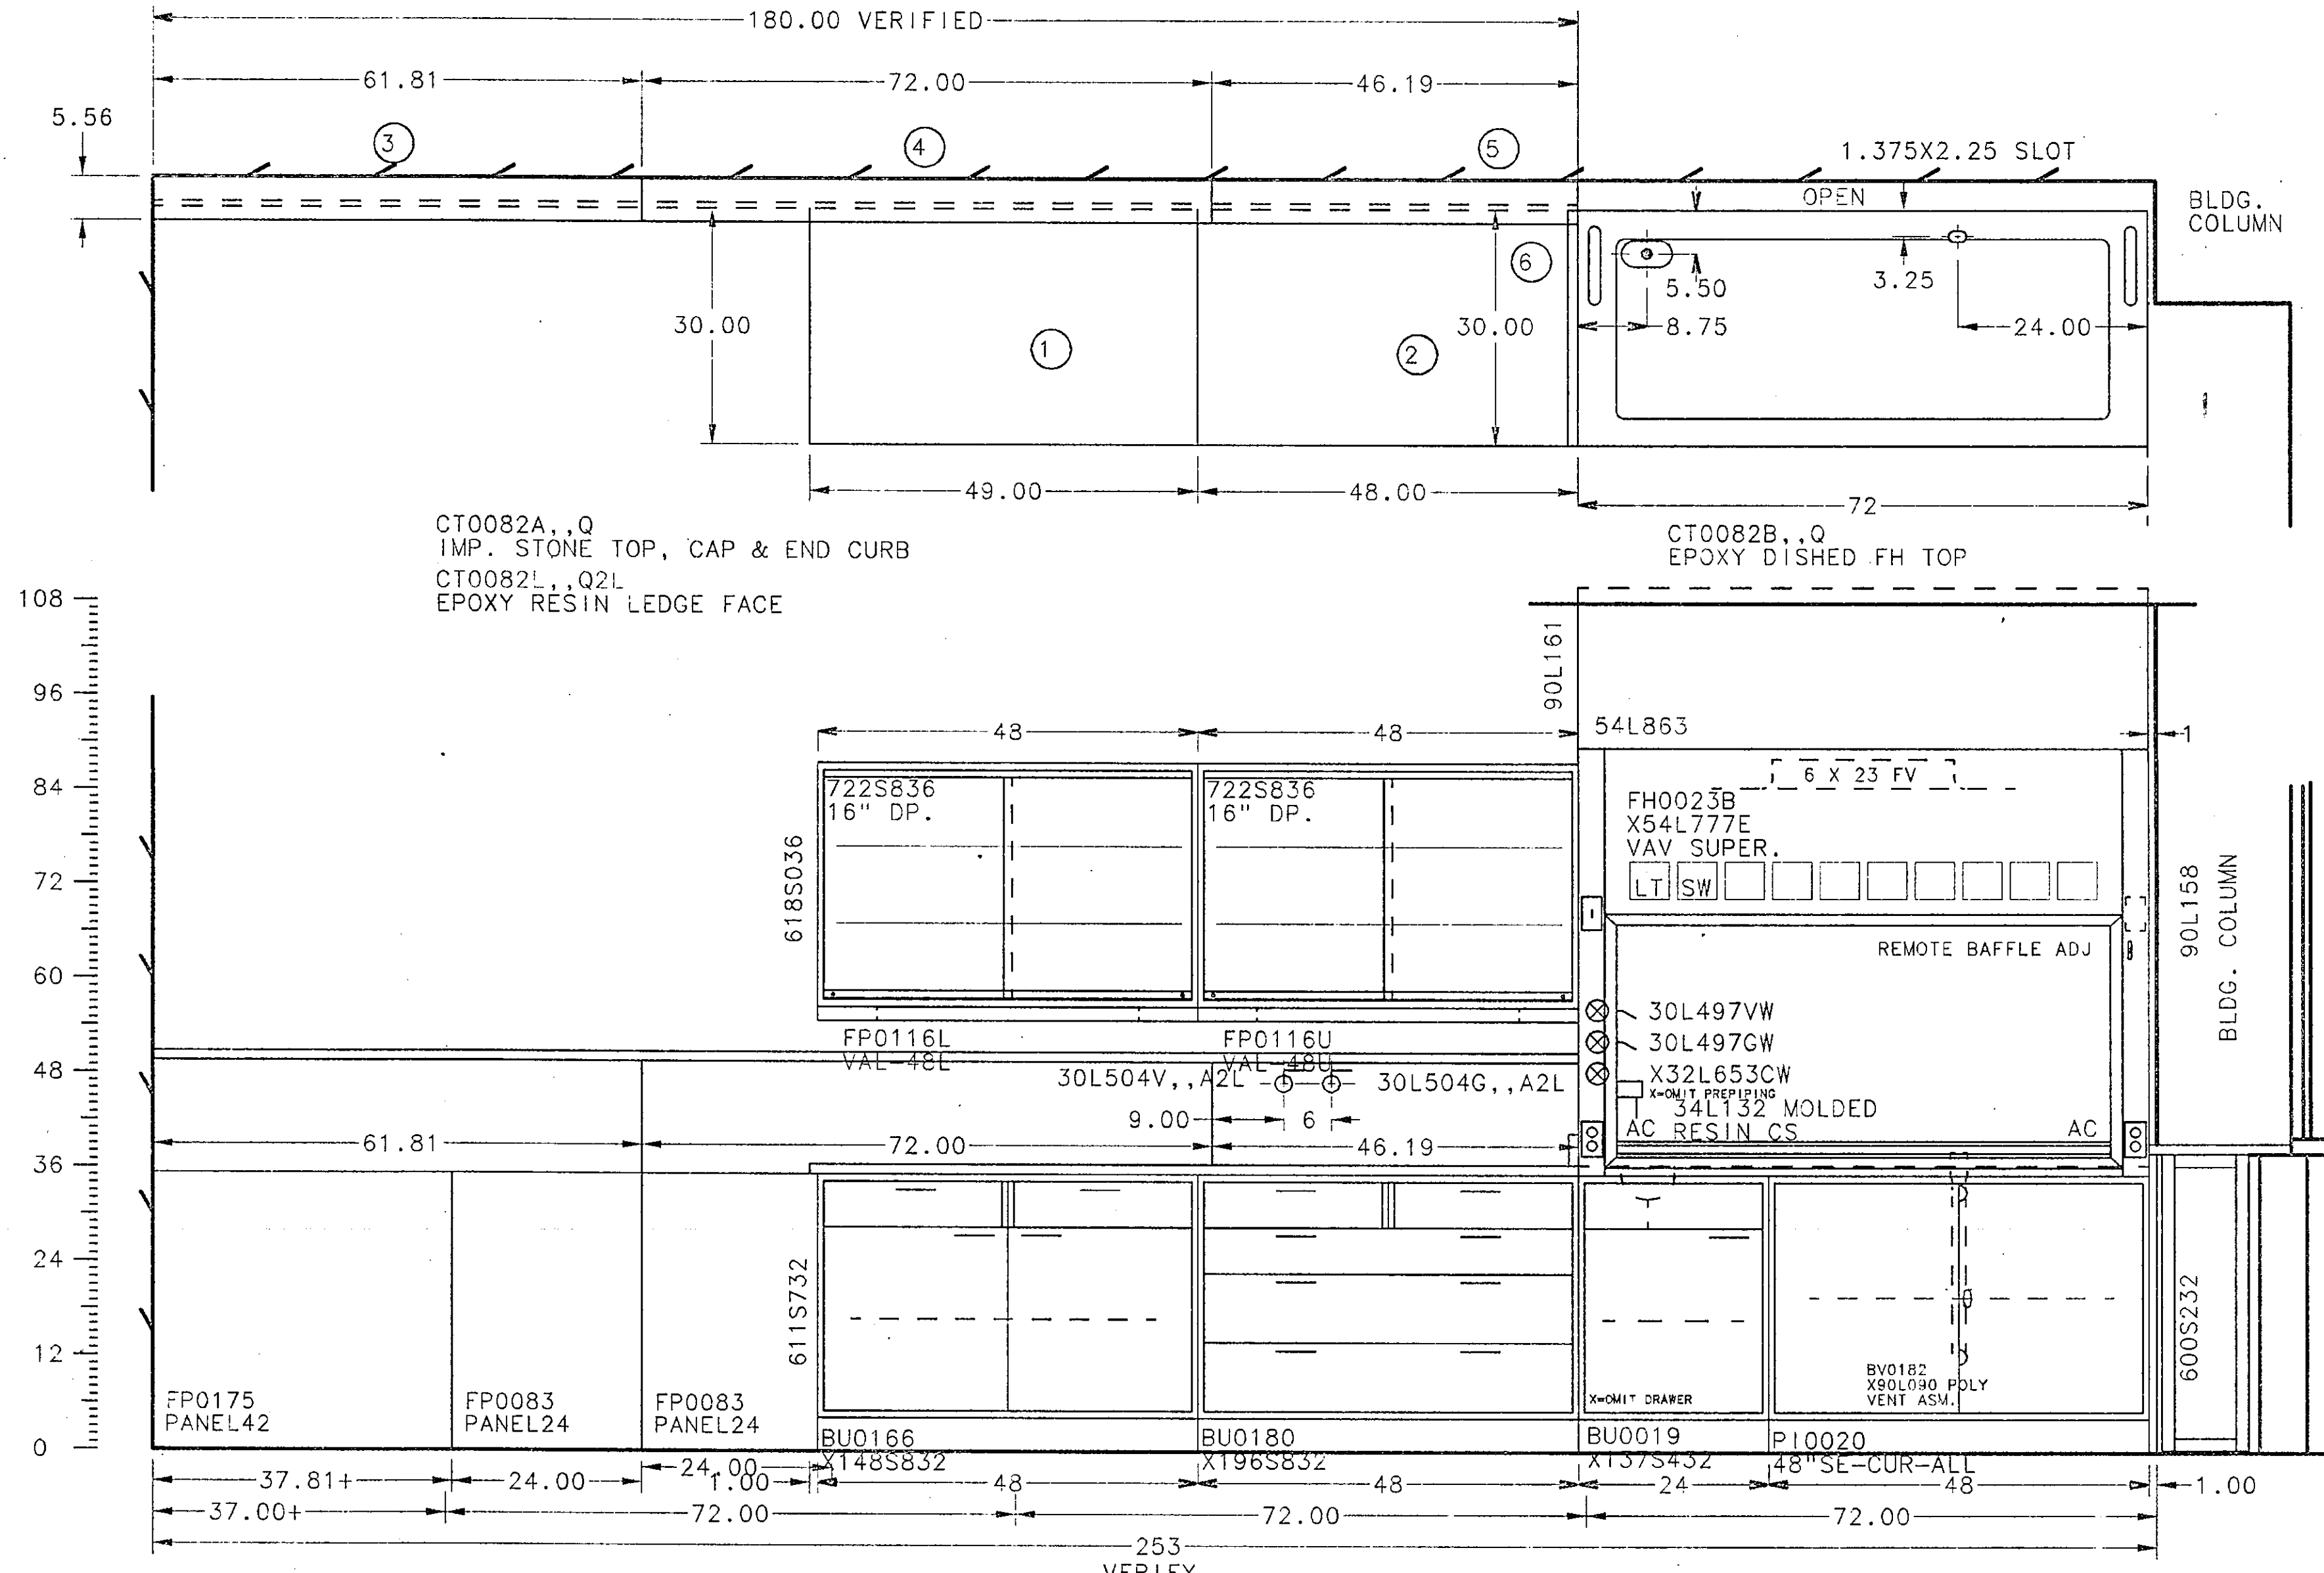 180.00 VERIFIED
61.81
72.00
46.19
5.56
3
4
5
1.375X2.25 SLOT
OPEN
BLDG.
COLUMN
6
5.50
3.25
30.00
30.00
8.75
24.00
1
2
49.00
48.00
72
CT0082A,,Q
IMP. STONE TOP, CAP & END CURB
CT0082L,,Q2L
EPOXY RESIN LEDGE FACE
CT0082B,,Q
EPOXY DISHED FH TOP
108
96
84
72
60
48
36
24
12
0
90L161
48
48
54L863
1
722S836
16" DP.
722S836
16" DP.
618S036
6 X 23 FV
FH0023B
X54L777E
VAV SUPER.
LT SW
REMOTE BAFFLE ADJ
90L158
BLDG. COLUMN
30L497VW
30L497GW
X32L653CW
X=OMIT PREPIPING
34L132 MOLDED
RESIN CS
AC
AC
FP0116L
VAL-48L
FP0116U
VAL-48U
30L504V,,A2L
30L504G,,A2L
9.00
6
61.81
72.00
46.19
611S732
600S232
X=OMIT DRAWER
BV0182
X90L090 POLY
VENT ASM.
FP0175
PANEL42
FP0083
PANEL24
FP0083
PANEL24
BU0166
X148S832
BU0180
X196S832
BU0019
X137S432
PI0020
48"SE-CUR-ALL
37.81+
24.00
24.00
1.00
48
48
24
48
1.00
37.00+
72.00
72.00
72.00
253
VERIFY